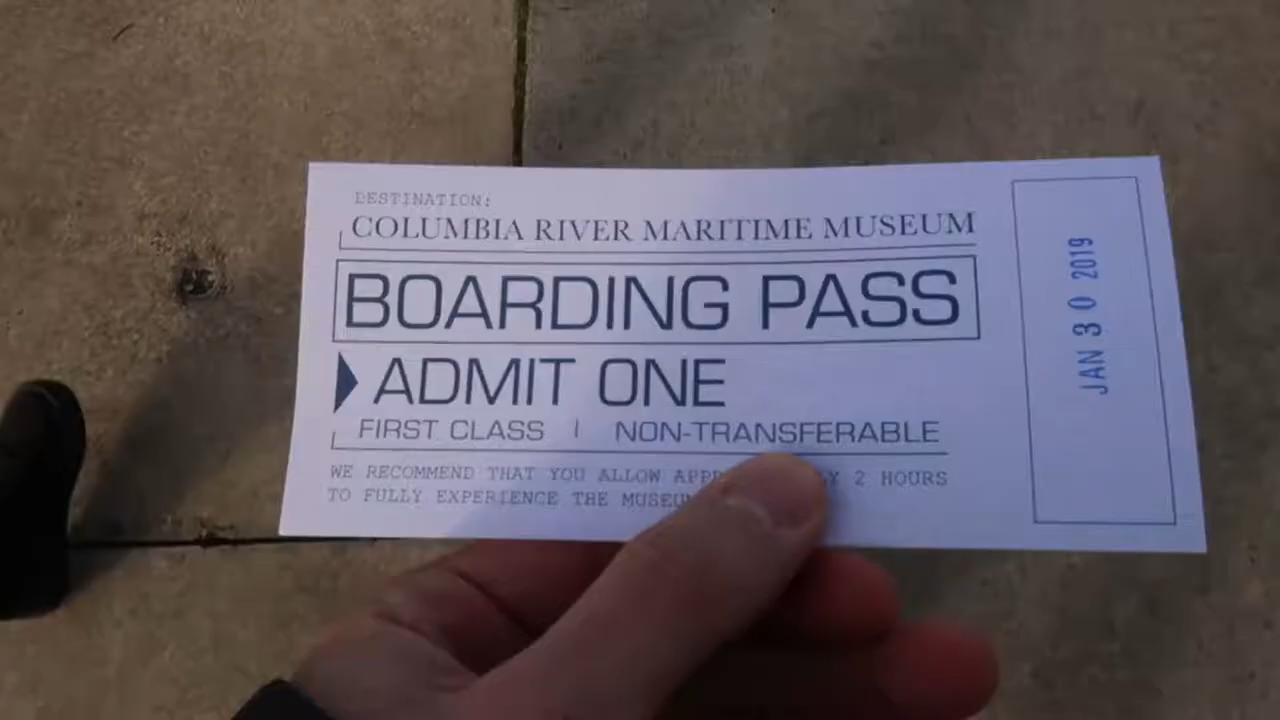 DESTINATION:
COLUMBIA RIVER MARITIME MUSEUM
BOARDING PASS
ADMIT ONE
FIRST CLASS | NON-TRANSFERABLE
WE RECOMMEND THAT YOU ALLOW 2 HOURS
TO FULLY EXPERIENCE THE MUSEUM
JAN 30 2019